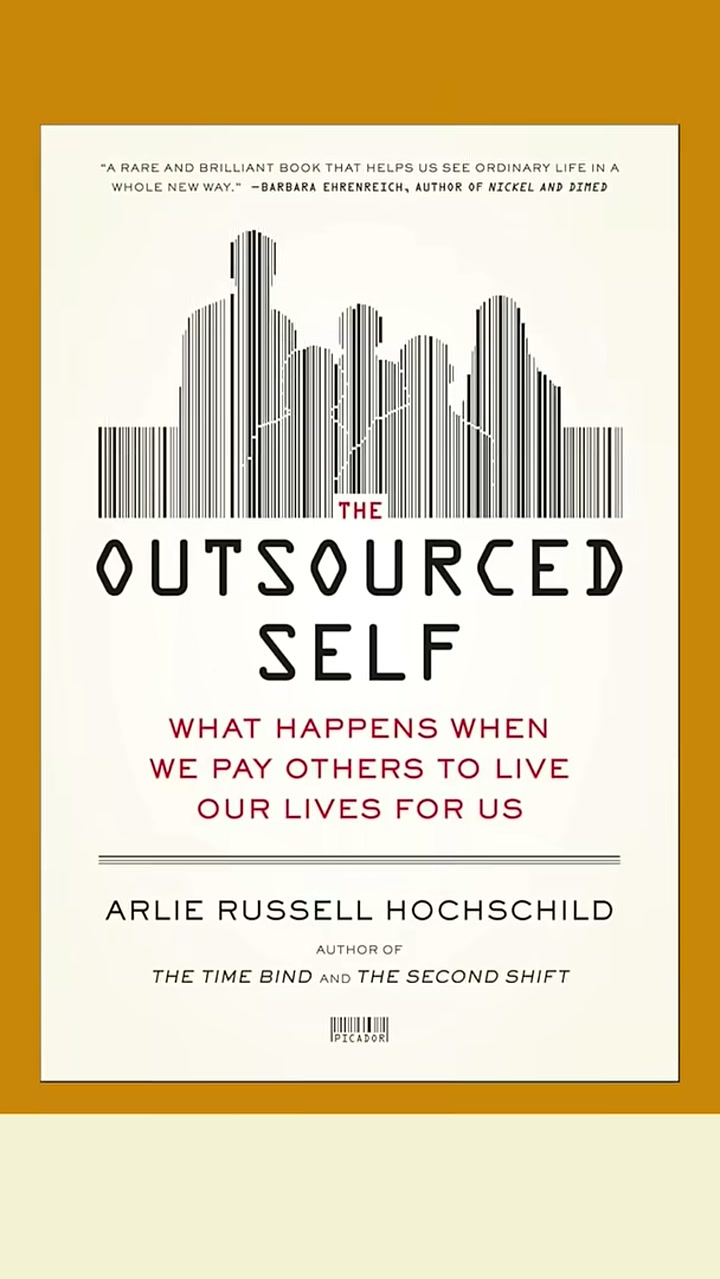 “A RARE AND BRILLIANT BOOK THAT HELPS US SEE ORDINARY LIFE IN A
WHOLE NEW WAY.” —BARBARA EHRENREICH, AUTHOR OF NICKEL AND DIMED
THE
OUTSOURCED
SELF
WHAT HAPPENS WHEN
WE PAY OTHERS TO LIVE
OUR LIVES FOR US
ARLIE RUSSELL HOCHSCHILD
AUTHOR OF
THE TIME BIND AND THE SECOND SHIFT
PICADOR